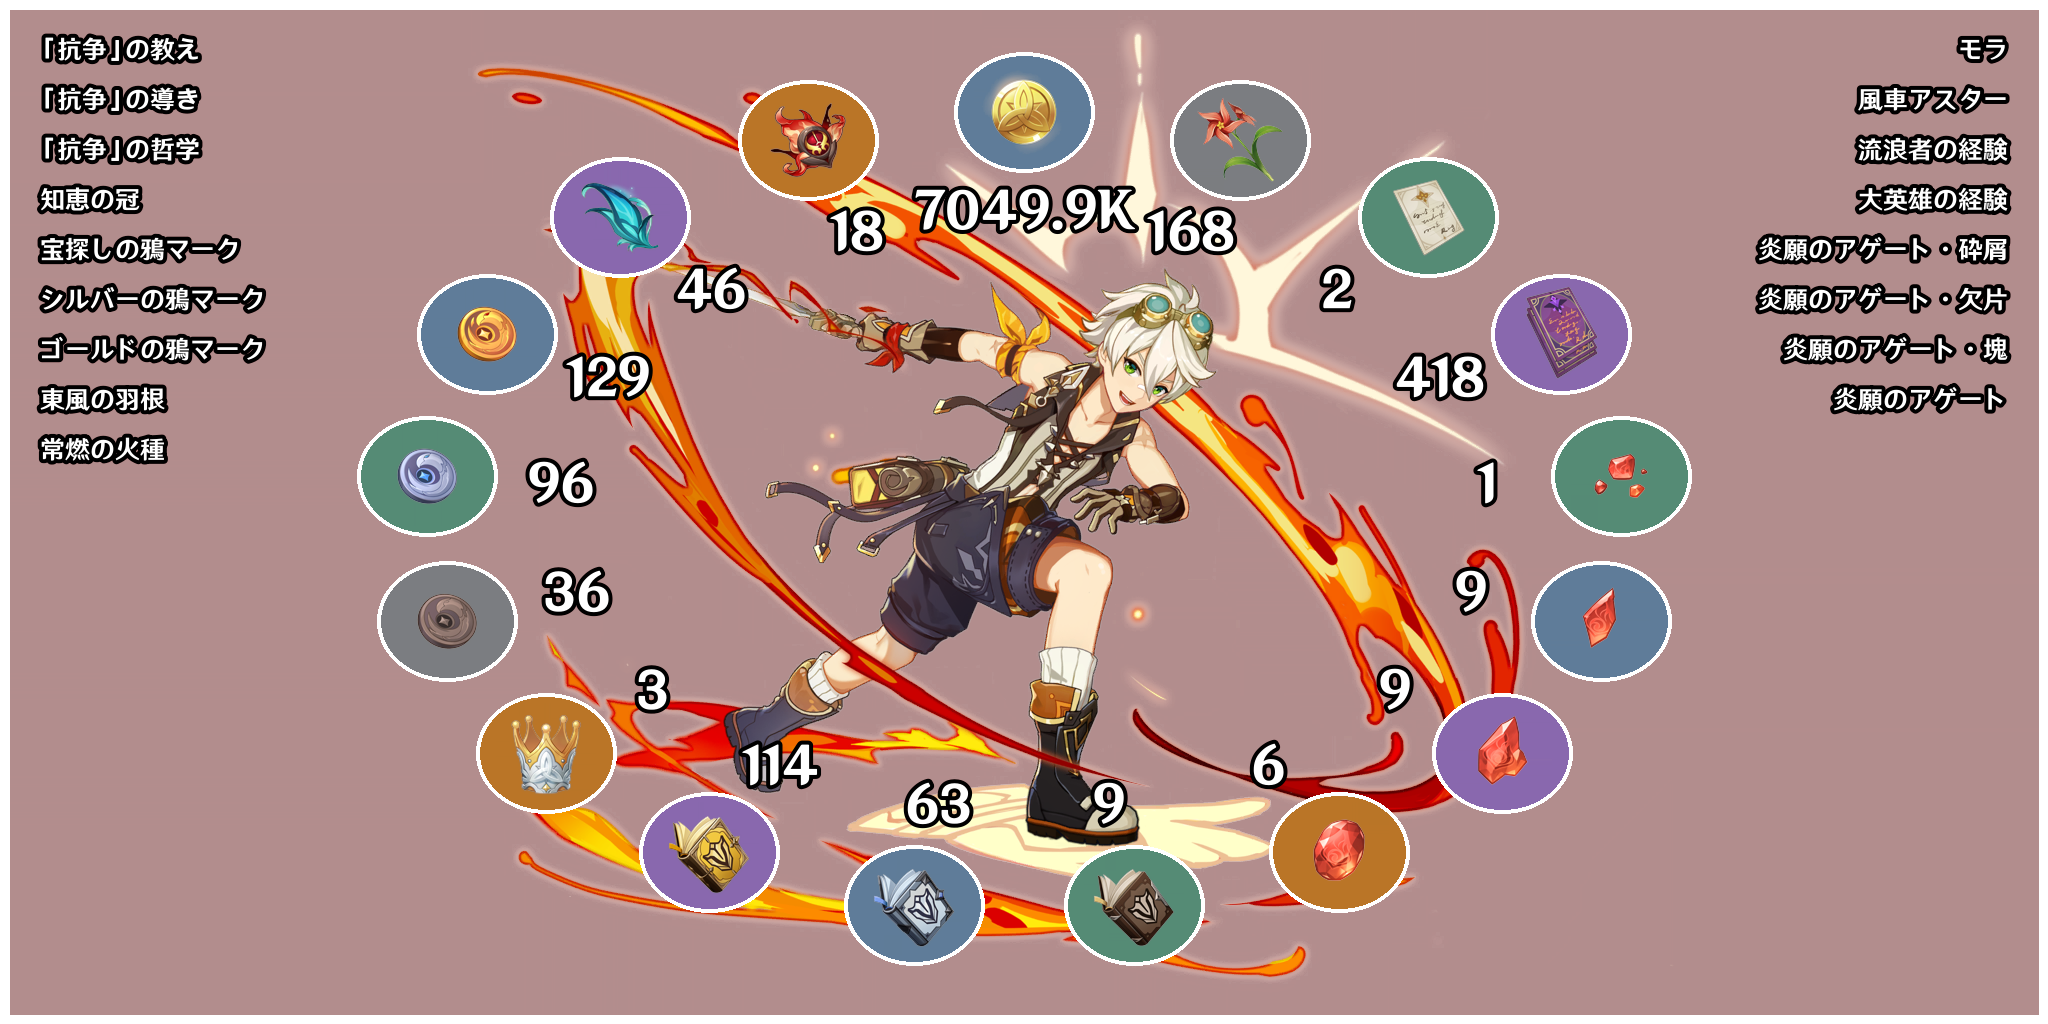 「抗争」の教え
「抗争」の導き
「抗争」の哲学
知恵の冠
宝探しの鴉マーク
シルバーの鴉マーク
ゴールドの鴉マーク
東風の羽根
常燃の火種
モラ
風車アスター
流浪者の経験
大英雄の経験
炎願のアゲート・砕屑
炎願のアゲート・欠片
炎願のアゲート・塊
炎願のアゲート
7049.9K
168
2
418
1
9
9
6
9
63
114
3
36
96
129
46
18